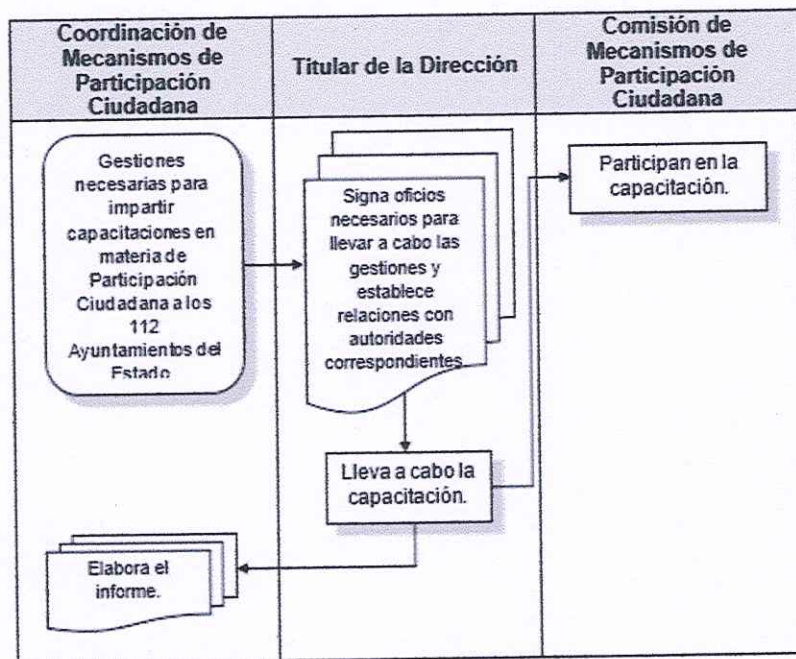 Coordinación de
Mecanismos de
Participación
Ciudadana
Titular de la Dirección
Comisión de
Mecanismos de
Participación
Ciudadana
Gestiones
necesarias para
impartir
capacitaciones en
materia de
Participación
Ciudadana a los
112
Ayuntamientos del
Estado
Signa oficios
necesarios para
llevar a cabo las
gestiones y
establece
relaciones con
autoridades
correspondientes
Participan en la
capacitación.
Lleva a cabo la
capacitación.
Elabora el
informe.